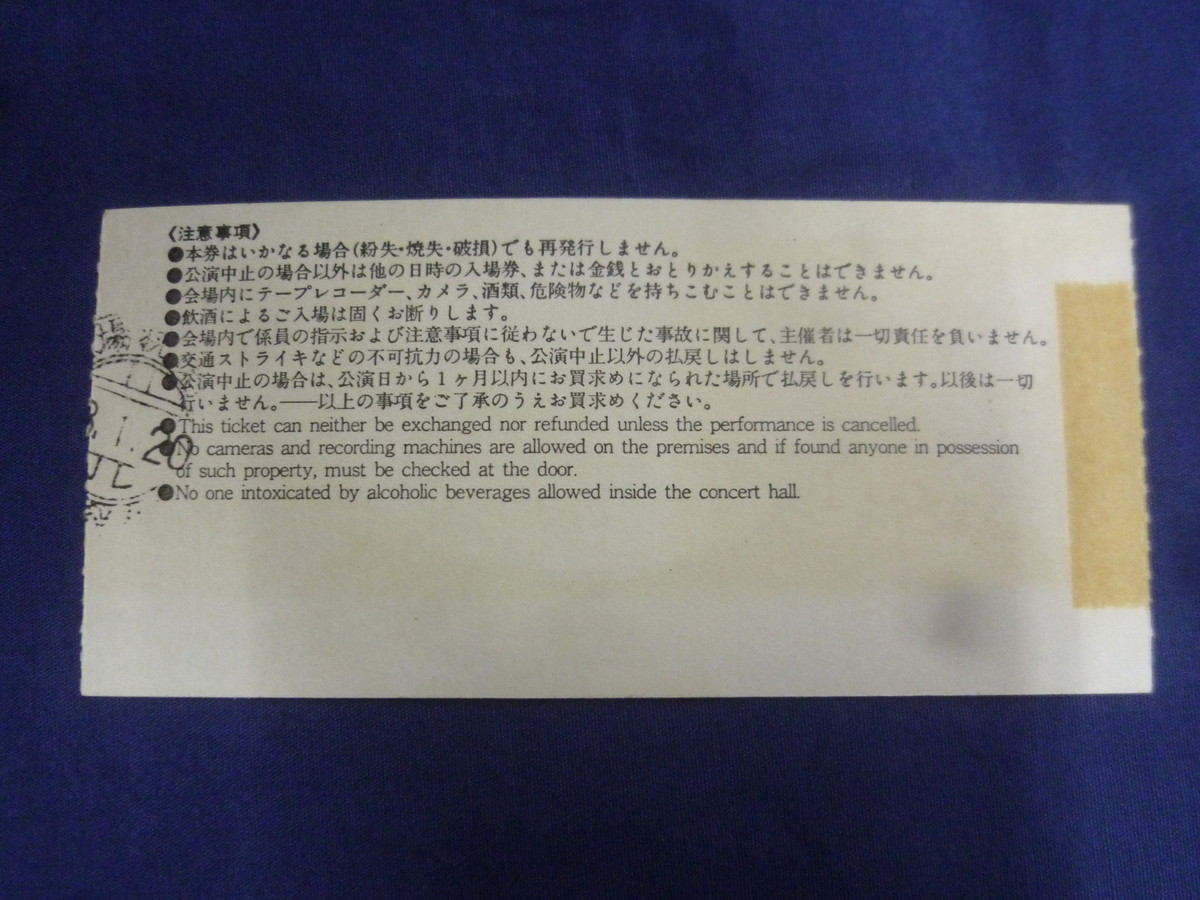 《注意事項》
●本券はいかなる場合(粉失・焼失・破損)でも再発行しません。
●公演中止の場合以外は他の日時の入場券、または金銭とおとりかえすることはできません。
●会場内にテープレコーダー、カメラ、酒類、危険物などを持ちこむことはできません。
●飲酒によるご入場は固くお断りします。
●会場内で係員の指示および注意事項に従わないで生じた事故に関して、主催者は一切責任を負いません。
●交通ストライキなどの不可抗力の場合も、公演中止以外の払戻しはしません。
●公演中止の場合は、公演日から1ヶ月以内にお買求めになられた場所で払戻しを行います。以後は一切
行いません。——以上の事項をご了承のうえお買求めください。
●This ticket can neither be exchanged nor refunded unless the performance is cancelled.
●No cameras and recording machines are allowed on the premises and if found anyone in possession
of such property, must be checked at the door.
●No one intoxicated by alcoholic beverages allowed inside the concert hall.